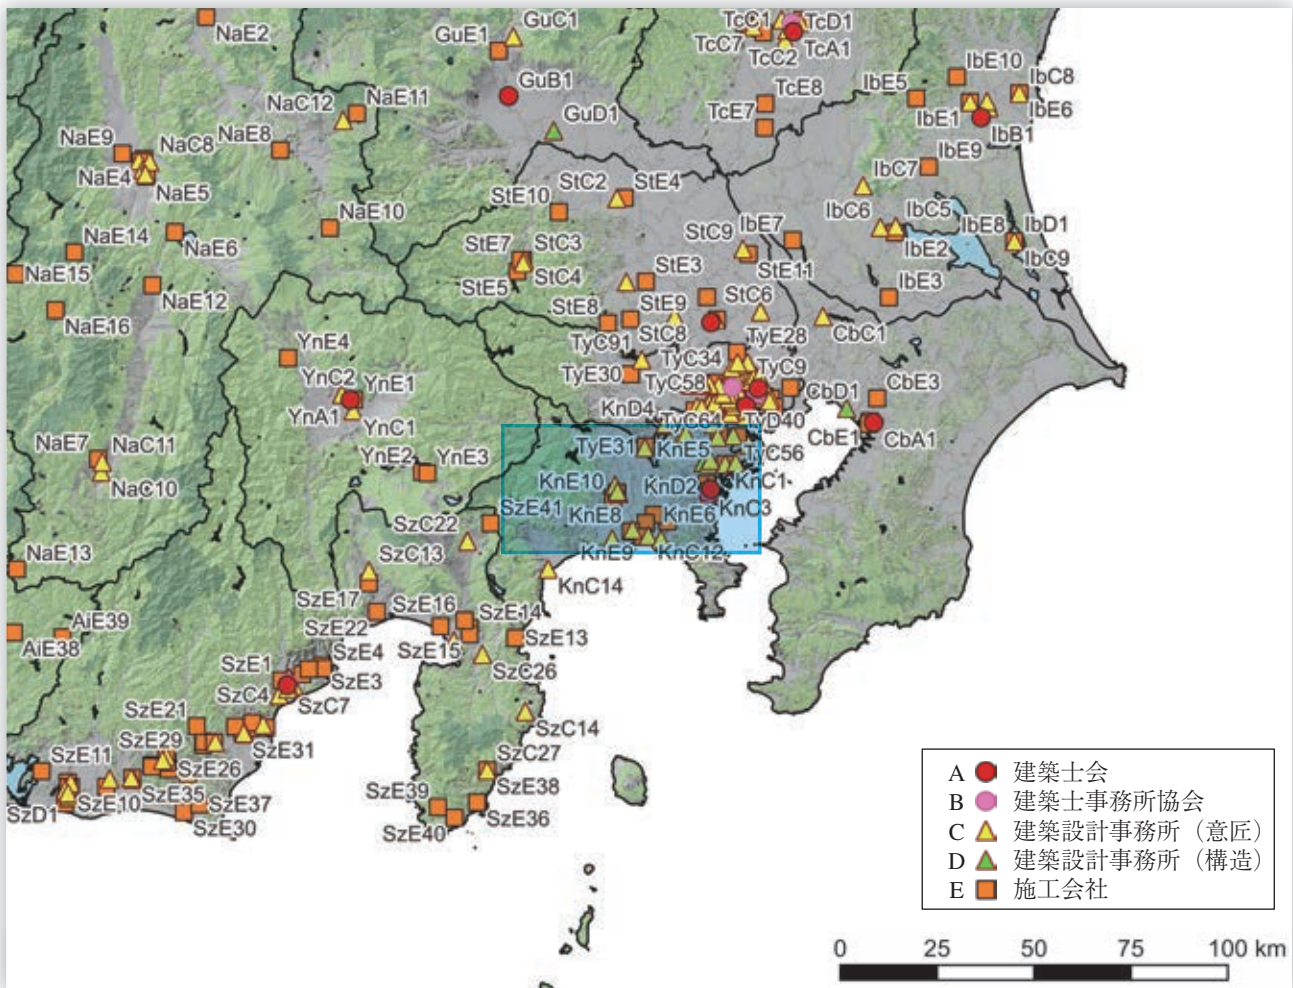 NaE2
GuE1
GuC1
TcC1
TcD1
TcC7
TcC2
TcA1
IbE10
IbC8
IbE5
IbE6
IbE1
IbB1
GuB1
GuD1
TcE8
TcE7
NaC12
NaE11
NaE9
NaC8
NaE8
NaE4
NaE5
IbE9
IbC7
StC2
StE4
StE10
NaE10
IbC6
IbC5
IbE8
IbD1
IbE2
IbC9
StC9
IbE7
NaE14
NaE6
StE7
StC3
StC4
StE5
StE11
NaE15
NaE12
StE3
IbE3
NaE16
StE8
StE9
StC6
StC8
CbC1
TyC91
TyE28
YnE4
TyC34
TyC9
TyE30
TyC58
YnC2
YnE1
CbD1
CbE3
YnA1
YnC1
KnD4
TyC64
TyD40
CbE1
CbA1
NaE7
NaC11
NaC10
YnE2
YnE3
TyE31
KnE5
TyC56
KnE10
KnD2
KnC1
SzE41
KnE8
KnE6
KnC3
SzC22
KnE9
KnC12
NaE13
SzC13
KnC14
SzE17
SzE16
SzE14
AiE39
AiE38
SzE22
SzE15
SzE13
SzE1
SzE4
SzE3
SzC26
SzC4
SzC7
SzE21
SzC14
SzE29
SzE31
SzE11
SzE26
SzC27
SzE38
SzD1
SzE10
SzE35
SzE37
SzE30
SzE39
SzE36
SzE40
A 建築士会
B 建築士事務所協会
C 建築設計事務所（意匠）
D 建築設計事務所（構造）
E 施工会社
0 25 50 75 100 km